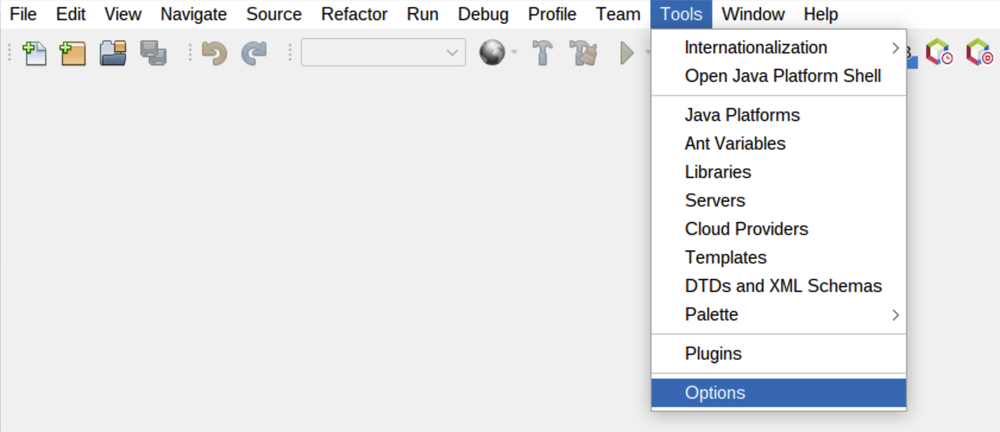 File Edit View Navigate Source Refactor Run Debug Profile Team Tools Window Help
Internationalization
Open Java Platform Shell
Java Platforms
Ant Variables
Libraries
Servers
Cloud Providers
Templates
DTDs and XML Schemas
Palette
Plugins
Options